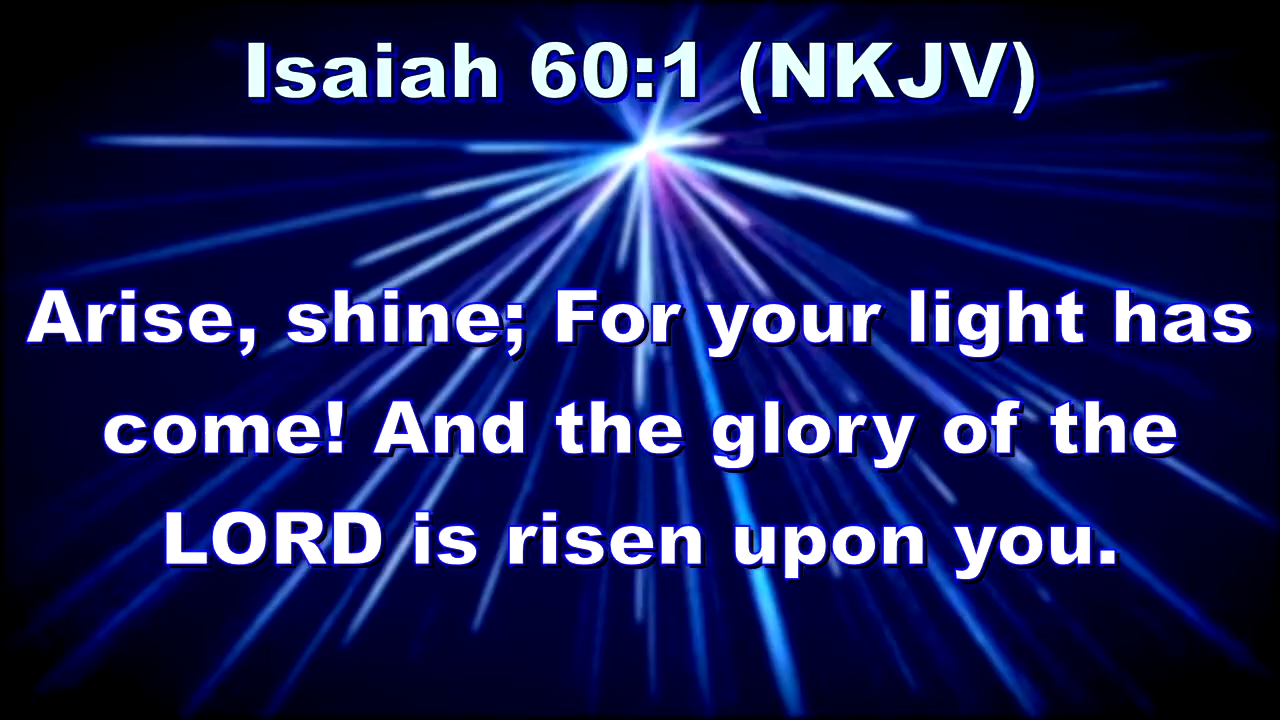 Isaiah 60:1 (NKJV)
Arise, shine; For your light has
come! And the glory of the
LORD is risen upon you.